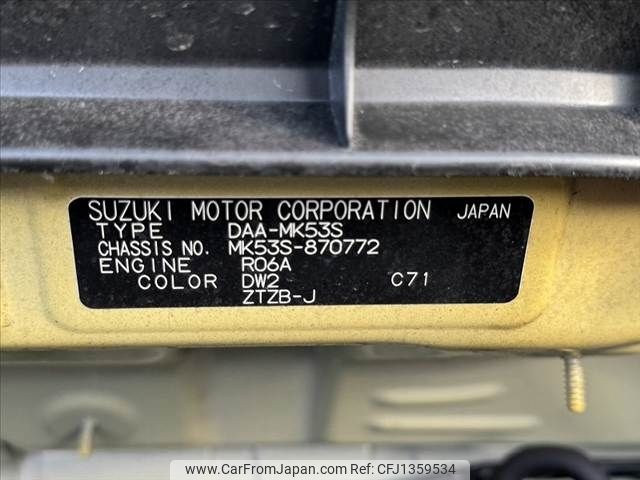 SUZUKI MOTOR CORPORATION JAPAN
TYPE DAA-MK53S
CHASSIS NO. MK53S-870772
ENGINE R06A
COLOR DW2 C71
ZTZB-J
www.CarFromJapan.com CFJ1359534